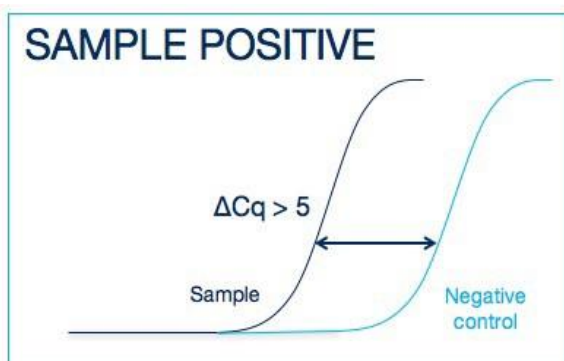 SAMPLE POSITIVE
ΔCq > 5
Sample
Negative
control